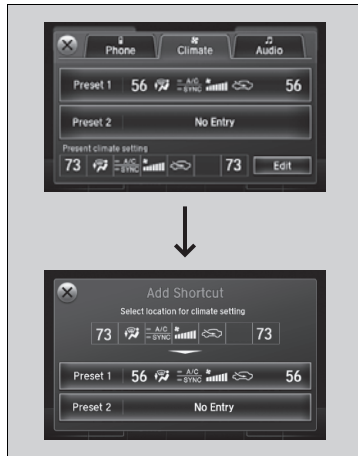 Phone Climate Audio
Preset 1 56 A/C SYNC 56
Preset 2 No Entry
Present climate setting
73 A/C SYNC 73 Edit
Add Shortcut
Select location for climate setting
73 A/C SYNC 73
Preset 1 56 A/C SYNC 56
Preset 2 No Entry